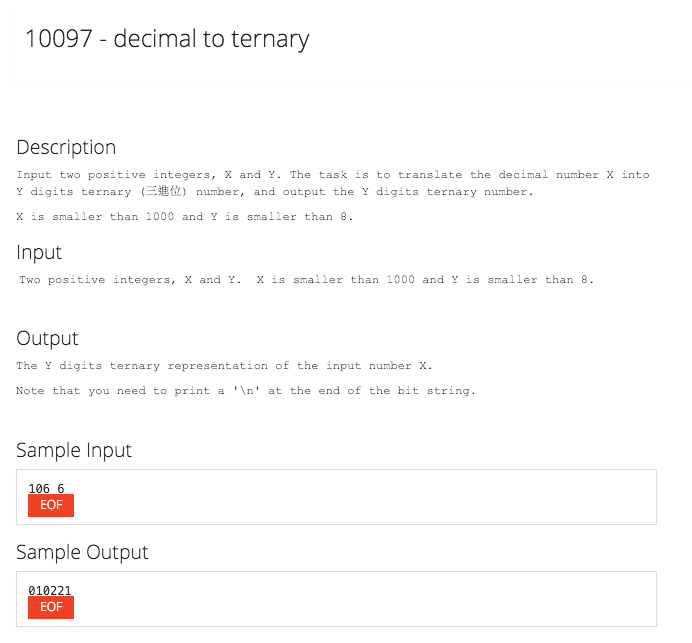 10097 - decimal to ternary
Description
Input two positive integers, X and Y. The task is to translate the decimal number X into
Y digits ternary (三進位) number, and output the Y digits ternary number.
X is smaller than 1000 and Y is smaller than 8.
Input
Two positive integers, X and Y.  X is smaller than 1000 and Y is smaller than 8.
Output
The Y digits ternary representation of the input number X.
Note that you need to print a '\n' at the end of the bit string.
Sample Input
106 6
EOF
Sample Output
010221
EOF